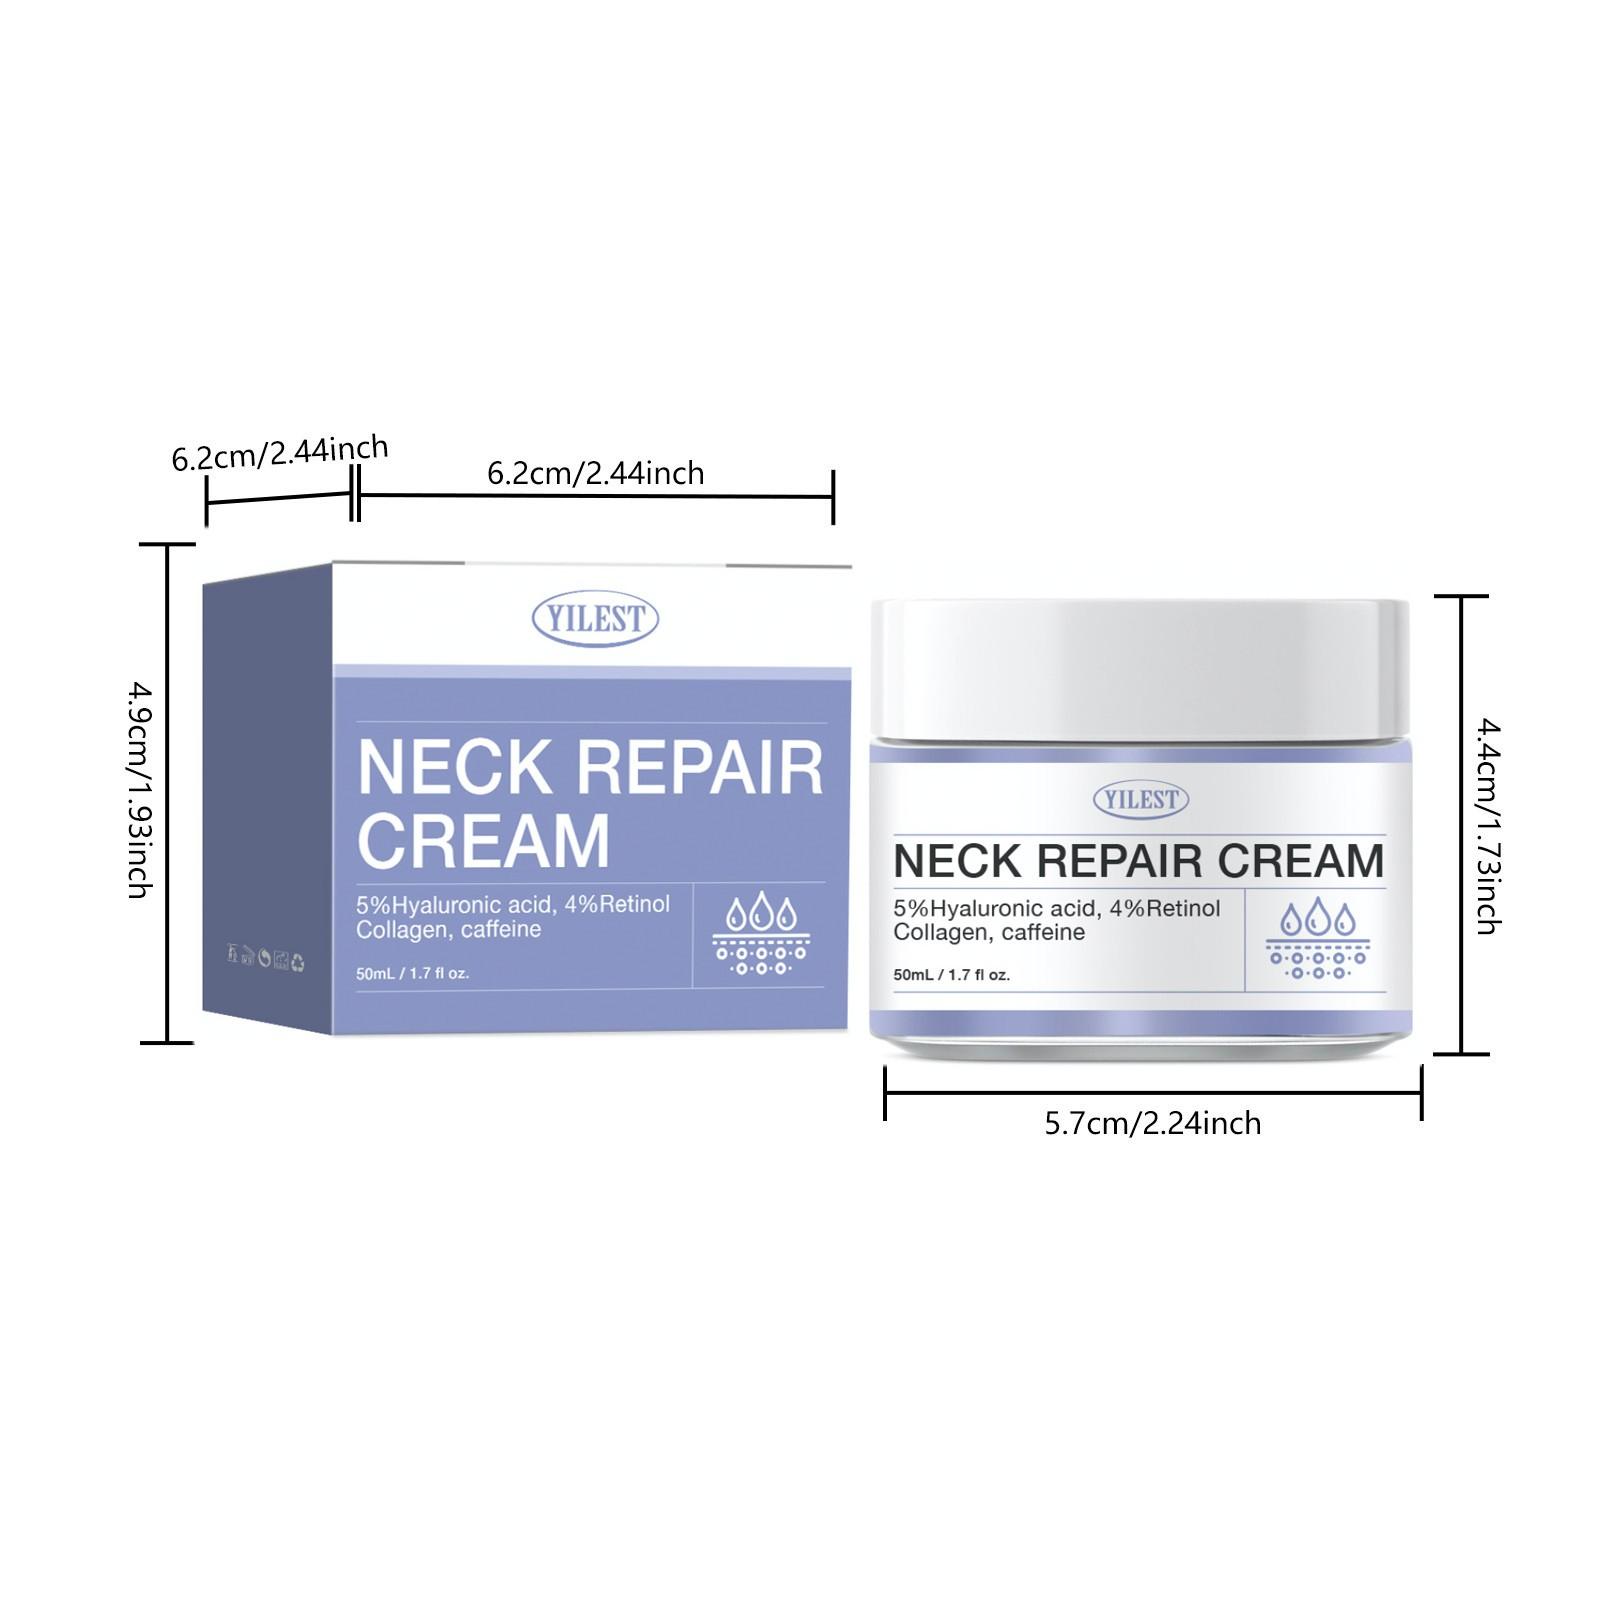 6.2cm/2.44inch
6.2cm/2.44inch
4.9cm/1.93inch
YILEST
NECK REPAIR
CREAM
5%Hyaluronic acid, 4%Retinol
Collagen, caffeine
50mL / 1.7 fl oz.
YILEST
NECK REPAIR CREAM
5%Hyaluronic acid, 4%Retinol
Collagen, caffeine
50mL / 1.7 fl oz.
4.4cm/1.73inch
5.7cm/2.24inch